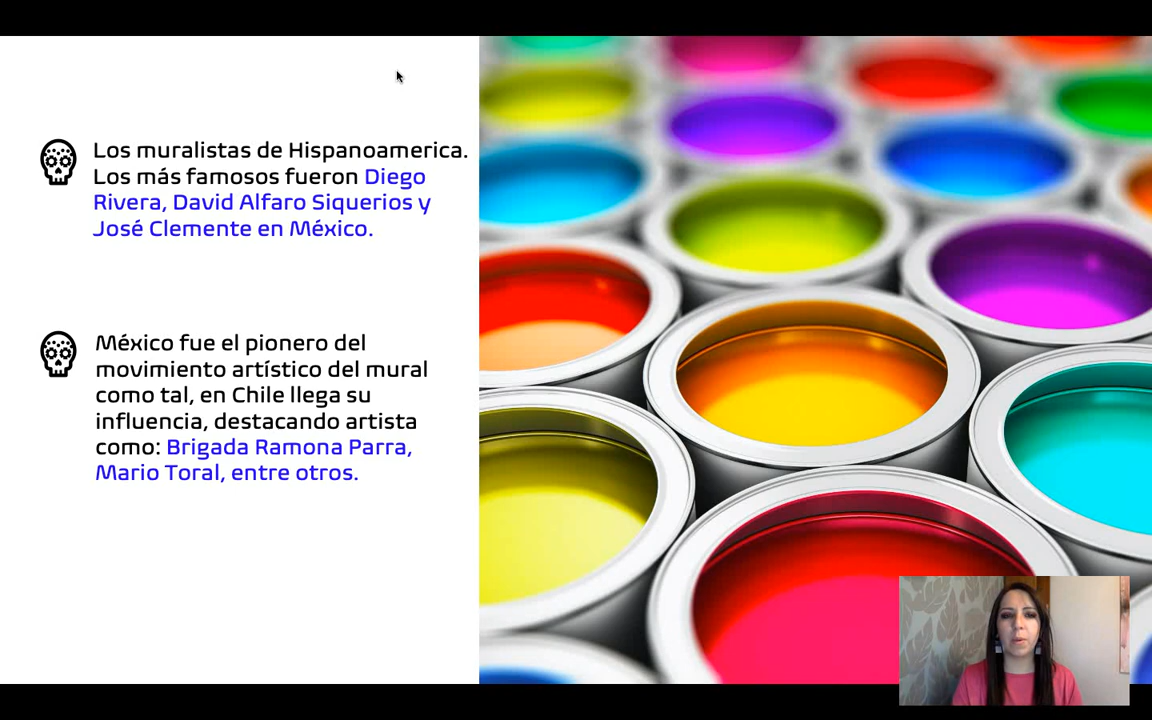 Los muralistas de Hispanoamerica.
Los más famosos fueron Diego
Rivera, David Alfaro Siquerios y
José Clemente en México.
México fue el pionero del
movimiento artístico del mural
como tal, en Chile llega su
influencia, destacando artista
como: Brigada Ramona Parra,
Mario Toral, entre otros.